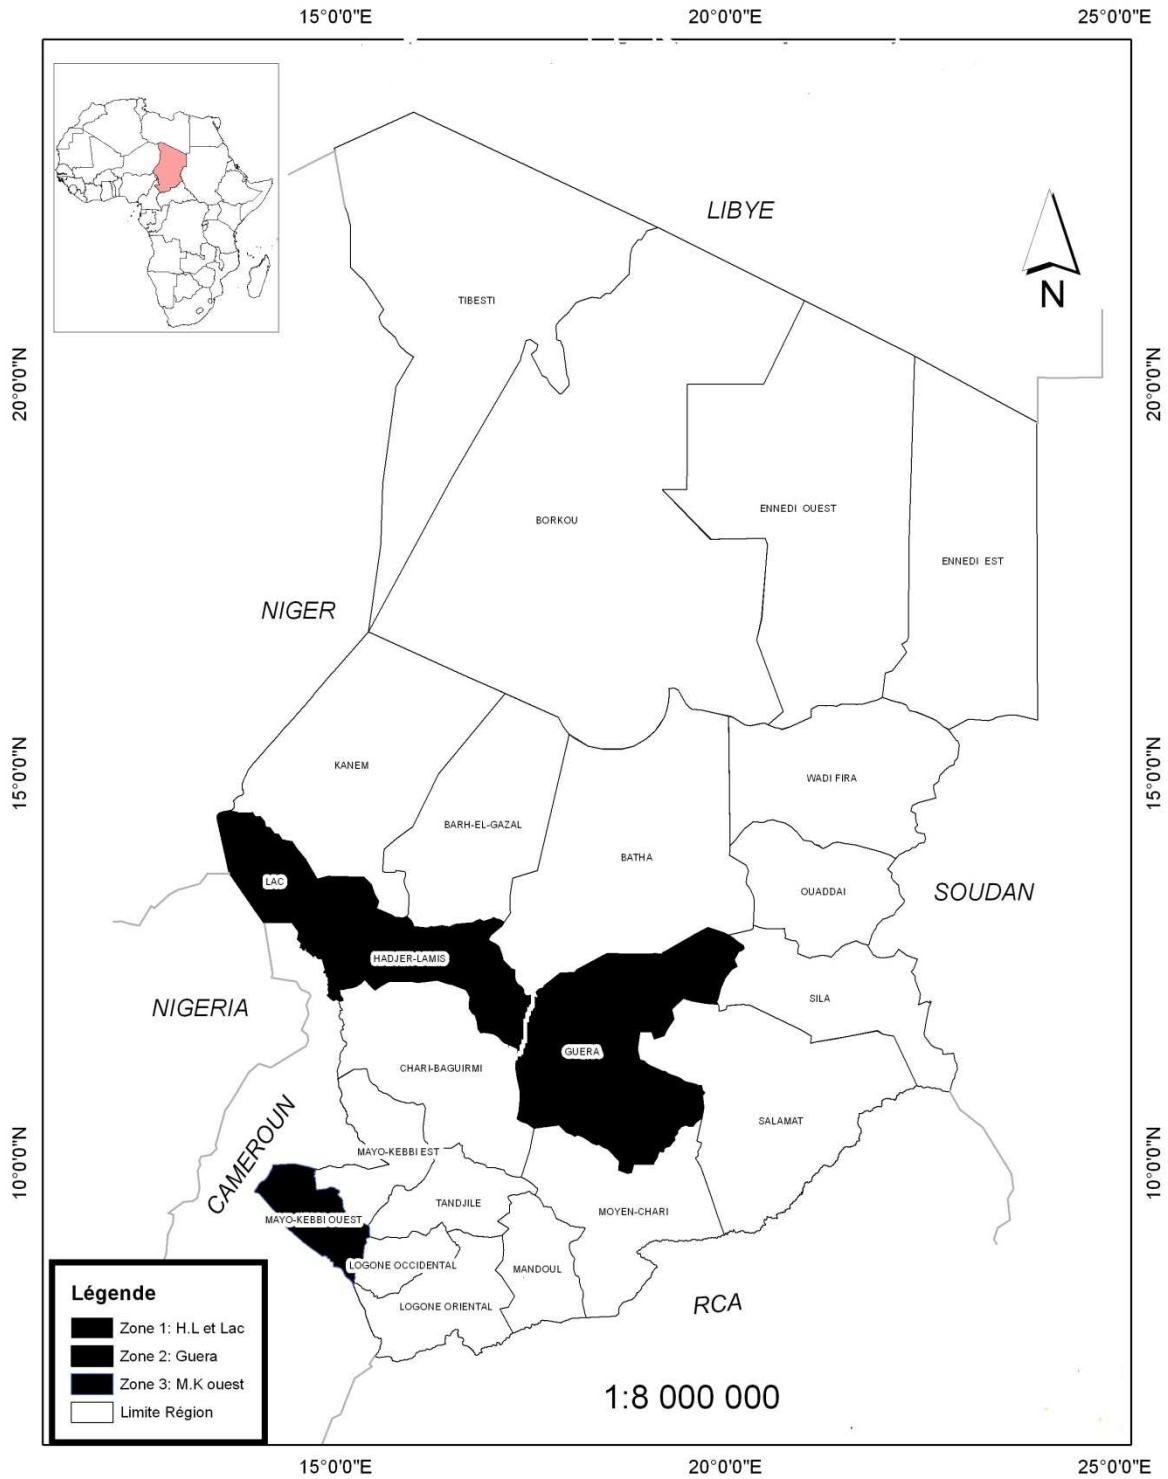 15°0'0"E
20°0'0"E
25°0'0"E
LIBYE
N
TIBESTI
20°0'0"N
20°0'0"N
BORKOU
ENNEDI OUEST
ENNEDI EST
NIGER
15°0'0"N
15°0'0"N
KANEM
WADI FIRA
BARH-EL-GAZAL
BATHA
LAC
OUADDAI
SOUDAN
HADJER-LAMIS
NIGERIA
SILA
GUERA
CHARI-BAGUIRMI
SALAMAT
CAMEROUN
10°0'0"N
10°0'0"N
MAYO-KEBBI EST
TANDJILE
MOYEN-CHARI
MAYO-KEBBI OUEST
LOGONE OCCIDENTAL
MANDOUL
LOGONE ORIENTAL
RCA
Légende
Zone 1: H.L et Lac
Zone 2: Guera
Zone 3: M.K ouest
Limite Région
1:8 000 000
15°0'0"E
20°0'0"E
25°0'0"E